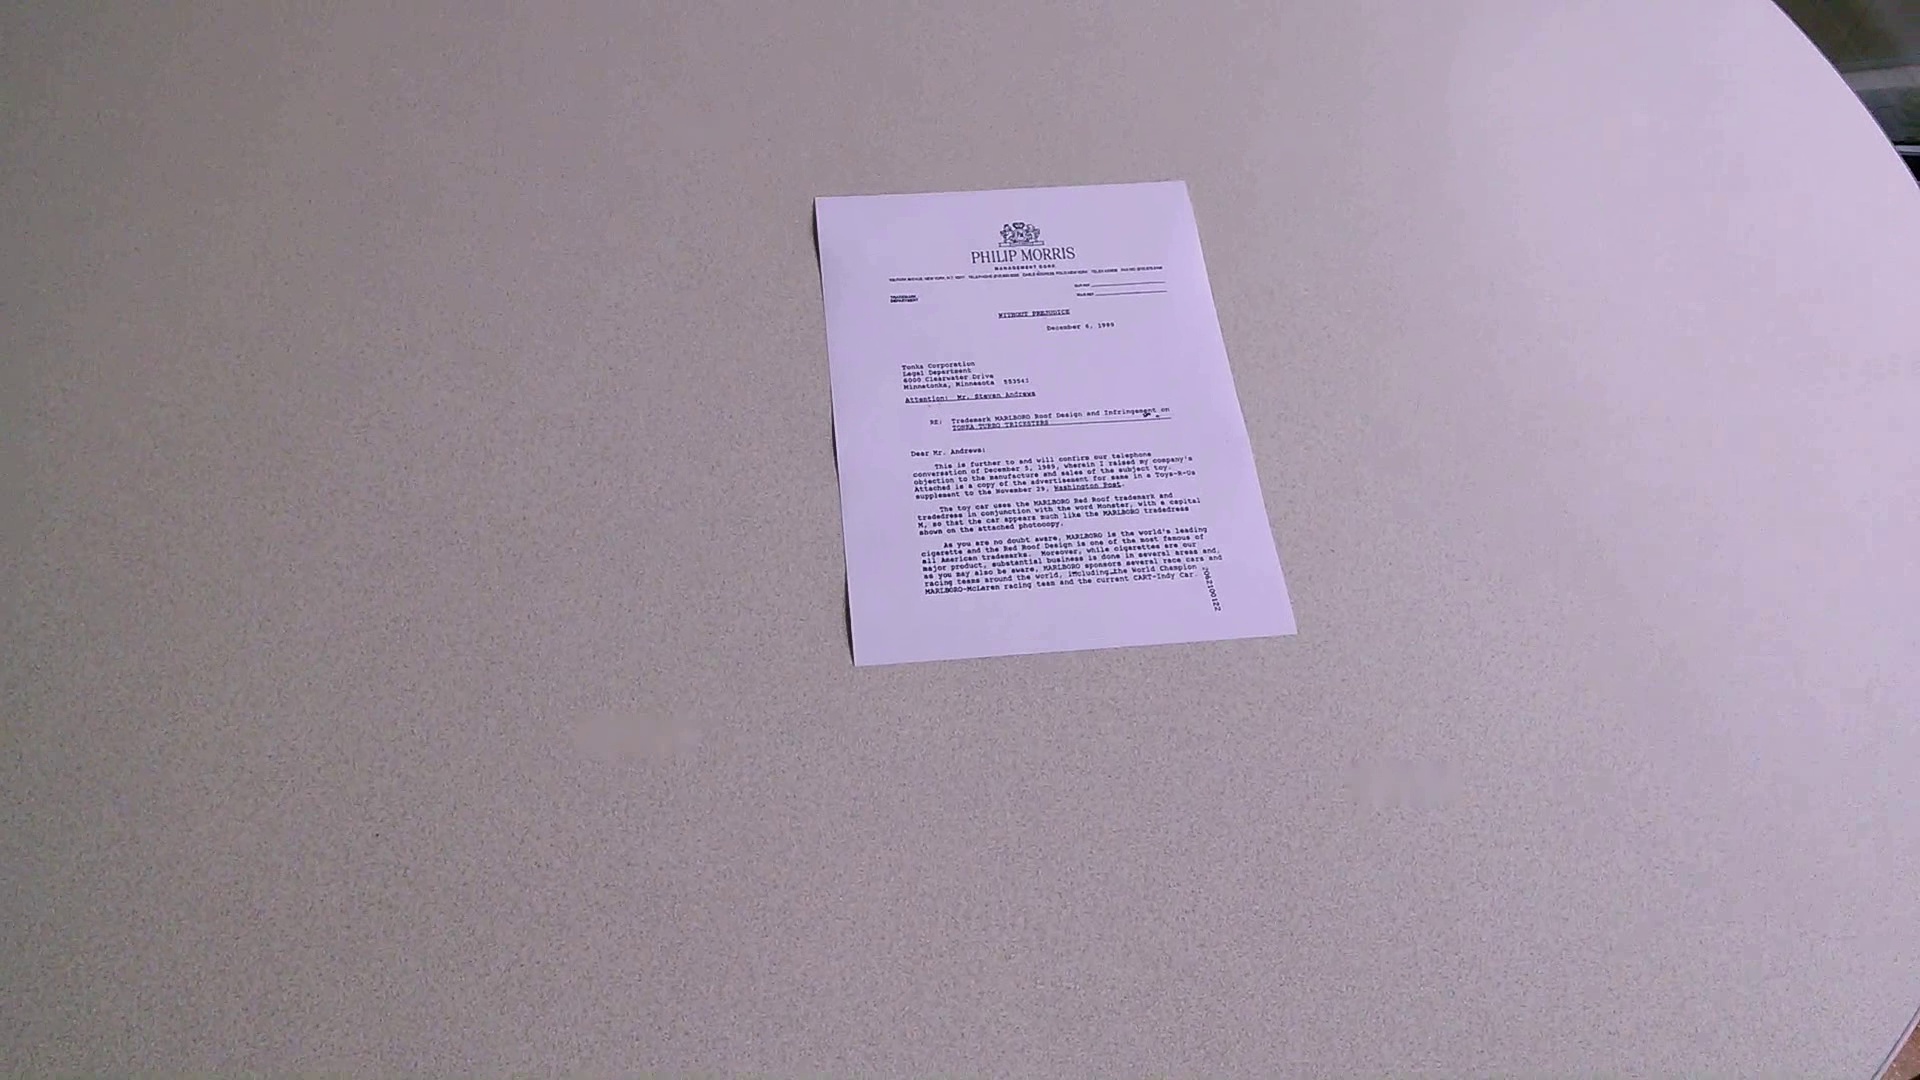 PHILIP MORRIS
MANAGEMENT CORP.
TRADEMARK
DEPARTMENT
WITHOUT PREJUDICE
December 6, 1989
Tonka Corporation
Legal Department
6000 Clearwater Drive
Minnetonka, Minnesota 55343
Attention: Mr. Steven Andrews
RE: Trademark MARLBORO Roof Design and Infringement on
TONKA TURBO TRICKSTERS
Dear Mr. Andrews:
This is further to and will confirm our telephone
conversation of December 5, 1989, wherein I raised my company's
objection to the manufacture and sales of the subject toy.
Attached is a copy of the advertisement for same in a Toys-R-Us
supplement to the November 29, Washington Post.
The toy car uses the MARLBORO Red Roof trademark and
tradedress in conjunction with the word Monster, with a capital
M, so that the car appears much like the MARLBORO tradedress
shown on the attached photocopy.
As you are no doubt aware, MARLBORO is the world's leading
cigarette and the Red Roof Design is one of the most famous of
all American trademarks. Moreover, while cigarettes are our
major product, substantial business is done in several areas and,
as you may also be aware, MARLBORO sponsors several race cars and
racing teams around the world, including the World Champion
MARLBORO-McLaren racing team and the current CART-Indy Car.